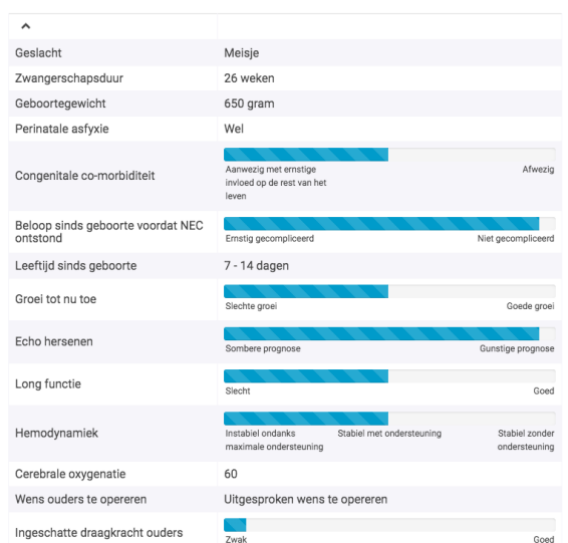 Geslacht Meisje
Zwangerschapsduur 26 weken
Geboortegewicht 650 gram
Perinatale asfyxie Wel
Congenitale co-morbiditeit
Aanwezig met ernstige
invloed op de rest van het
leven
Afwezig
Beloop sinds geboorte voordat NEC
ontstond
Ernstig gecompliceerd Niet gecompliceerd
Leeftijd sinds geboorte 7 - 14 dagen
Groei tot nu toe
Slechte groei Goede groei
Echo hersenen
Sombere prognose Gunstige prognose
Long functie
Slecht Goed
Hemodynamiek
Instabiel ondanks
maximale ondersteuning
Stabiel met ondersteuning
Stabiel zonder
ondersteuning
Cerebrale oxygenatie 60
Wens ouders te opereren Uitgesproken wens te opereren
Ingeschatte draagkracht ouders
Zwak Goed